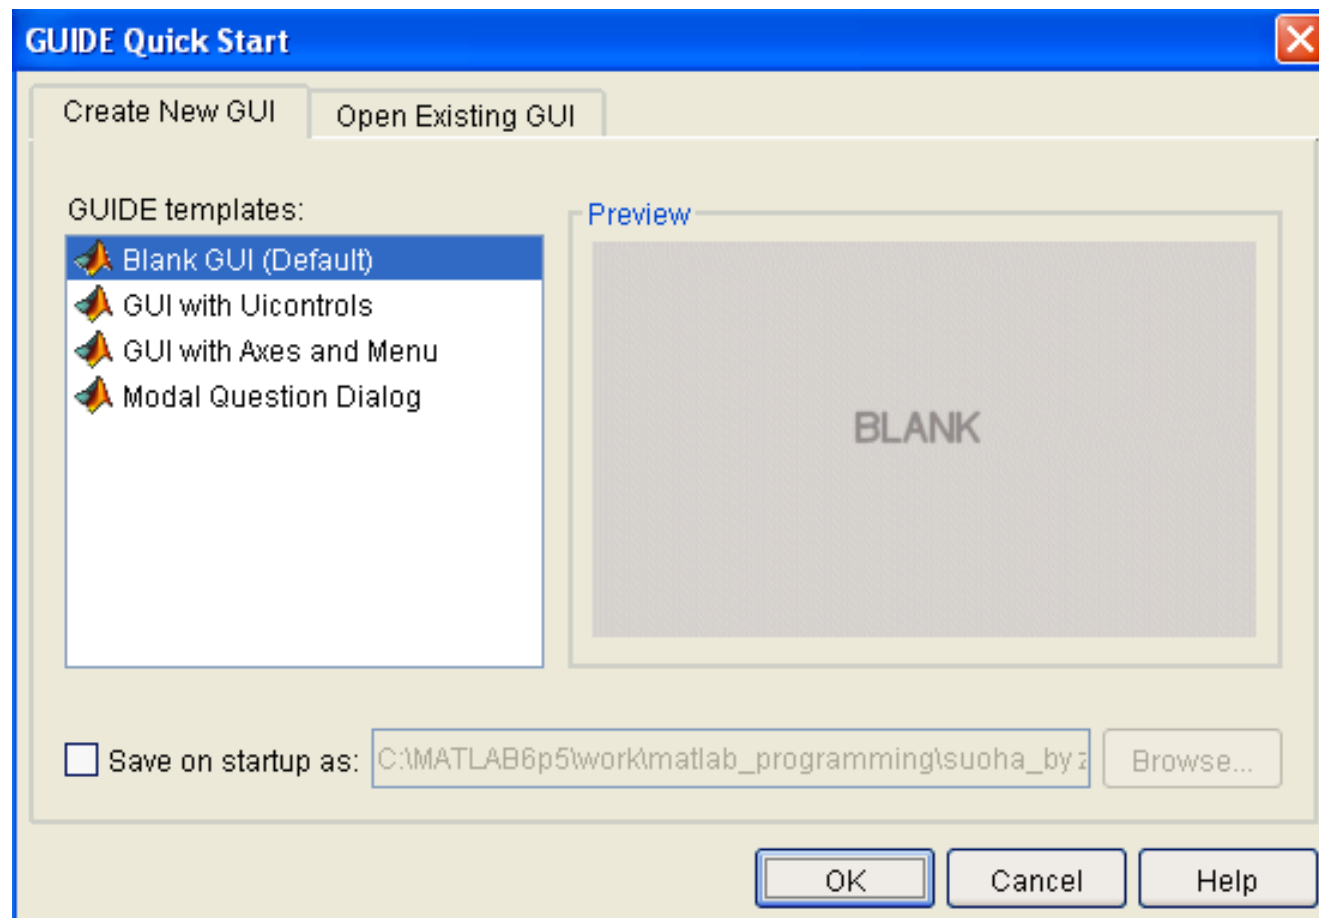 GUIDE Quick Start
Create New GUI
Open Existing GUI
GUIDE templates:
Blank GUI (Default)
GUI with Uicontrols
GUI with Axes and Menu
Modal Question Dialog
Preview
BLANK
Save on startup as: C:\MATLAB6p5\work\matlab_programming\suoha_by z Browse...
OK Cancel Help